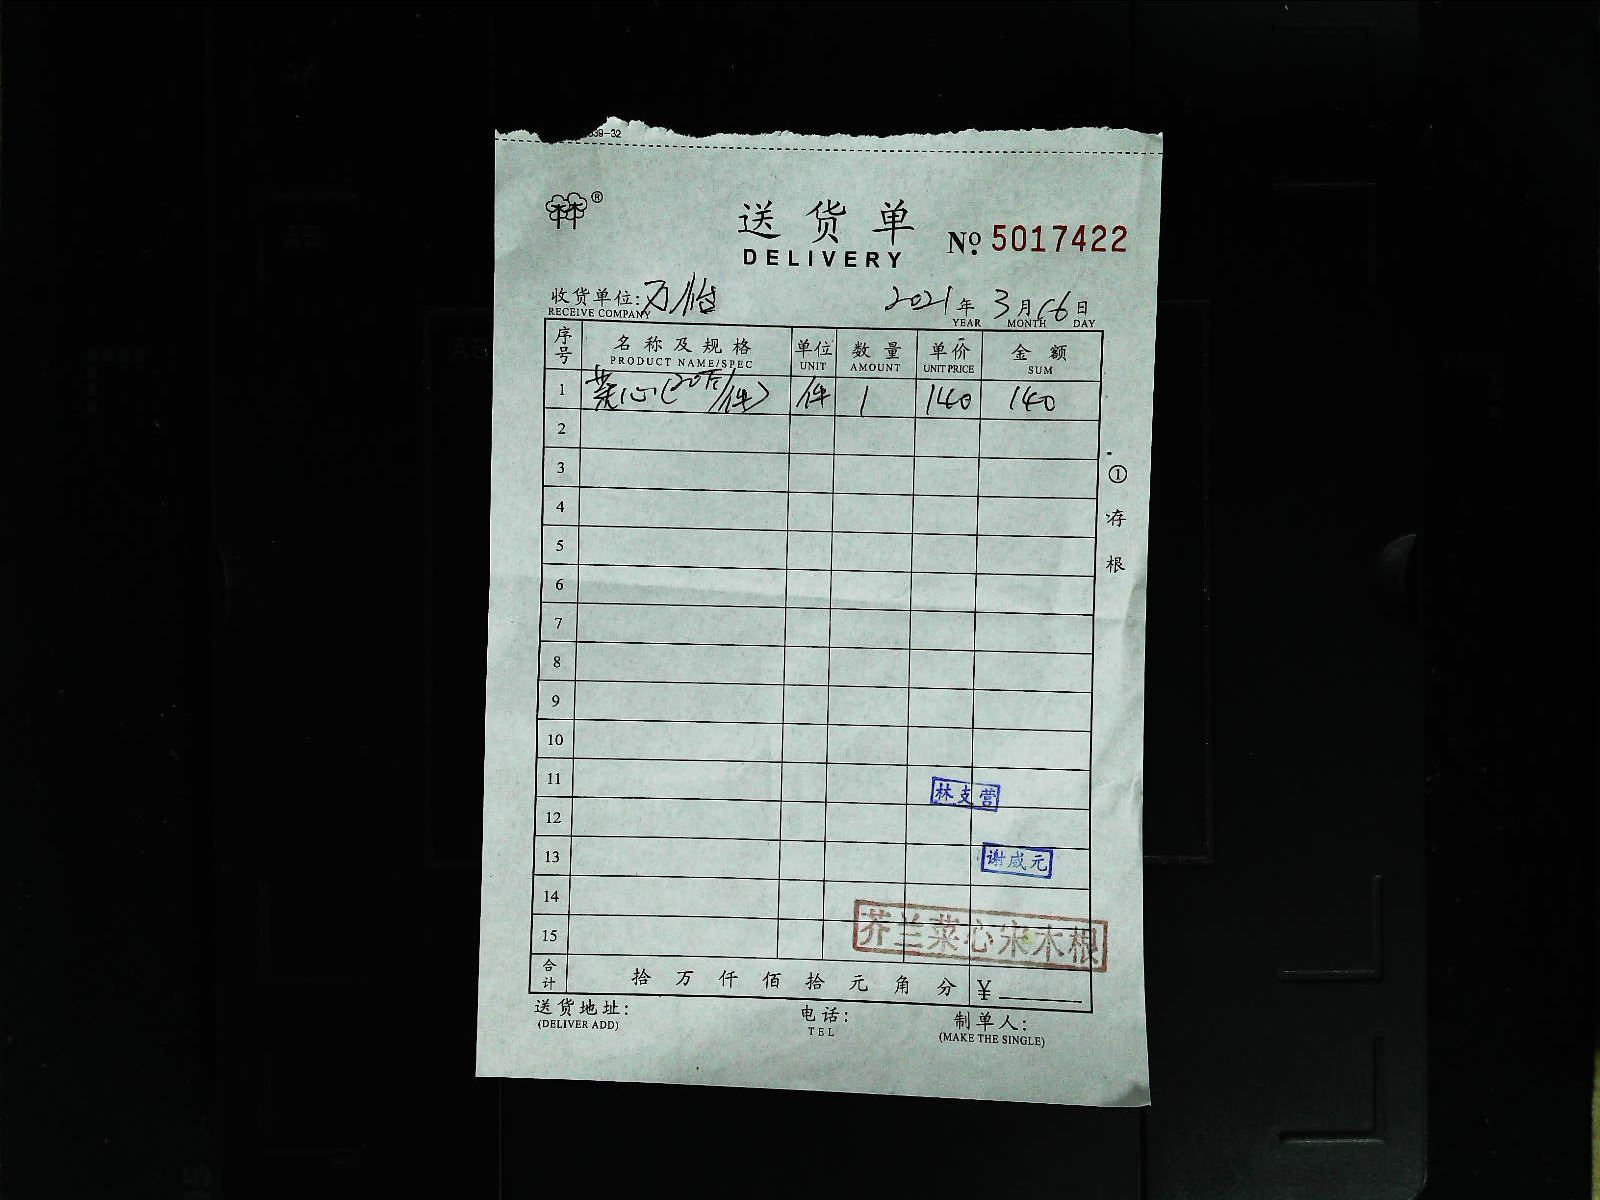 39-32
®
送货单
DELIVERY
№ 5017422
收货单位: 万怡 2021年 3月16日
RECEIVE COMPANY YEAR MONTH DAY
序号 名称及规格 单位 数量 单价 金额
PRODUCT NAME/SPEC UNIT AMOUNT UNIT PRICE SUM
1 菜心(20斤/件) 件 1 140 140
2
3
4
5
6
7
8
9
10
11
12
13
14
15
① 存根
林支营
谢咸元
芥兰菜心宋木根
合计 拾 万 仟 佰 拾 元 角 分 ¥
送货地址: 电话: 制单人:
(DELIVER ADD) TEL (MAKE THE SINGLE)